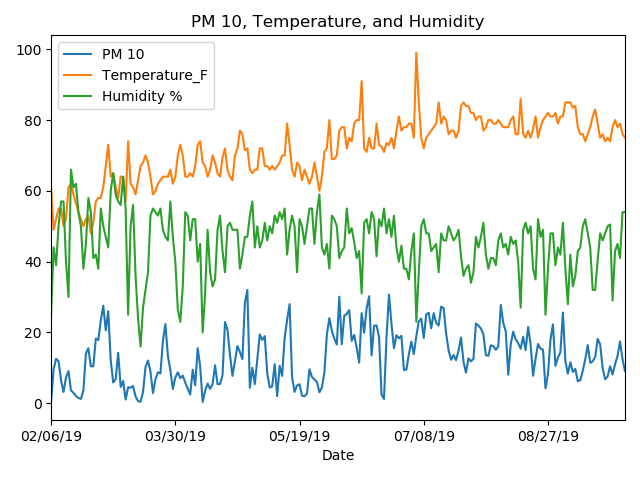 PM 10, Temperature, and Humidity
PM 10
Temperature_F
Humidity %
100
80
60
40
20
0
02/06/19 03/30/19 05/19/19 07/08/19 08/27/19
Date